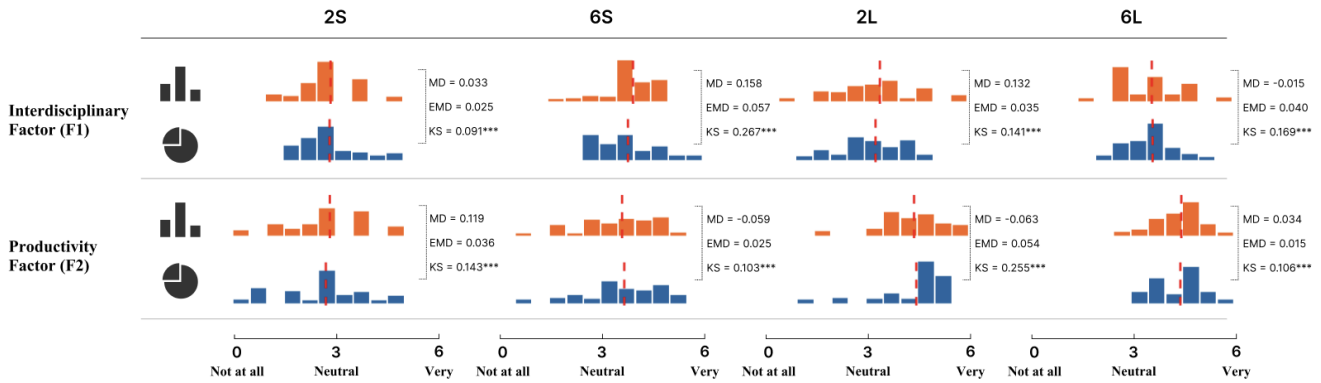 2S 6S 2L 6L
Interdisciplinary
Factor (F1)
MD = 0.033
EMD = 0.025
KS = 0.091***
MD = 0.158
EMD = 0.057
KS = 0.267***
MD = 0.132
EMD = 0.035
KS = 0.141***
MD = -0.015
EMD = 0.040
KS = 0.169***
Productivity
Factor (F2)
MD = 0.119
EMD = 0.036
KS = 0.143***
MD = -0.059
EMD = 0.025
KS = 0.103***
MD = -0.063
EMD = 0.054
KS = 0.255***
MD = 0.034
EMD = 0.015
KS = 0.106***
0 3 6 0 3 6 0 3 6 0 3 6
Not at all Neutral Very Not at all Neutral Very Not at all Neutral Very Not at all Neutral Very